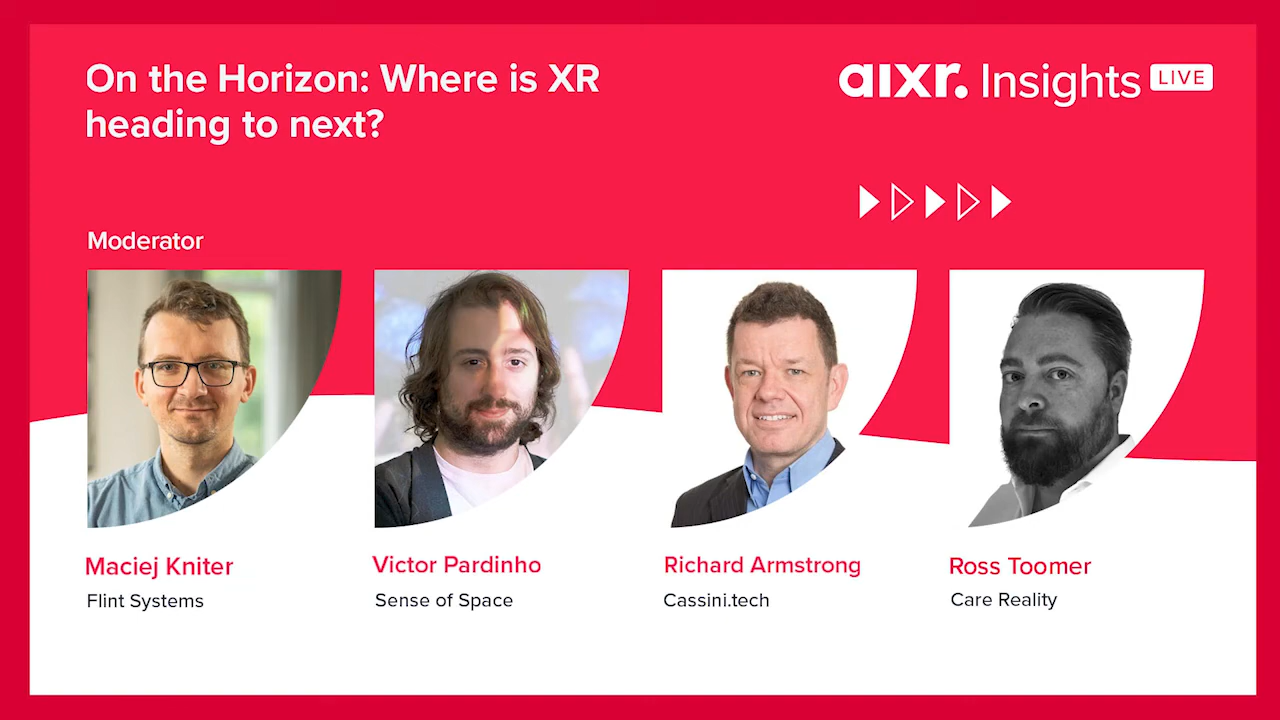 On the Horizon: Where is XR
heading to next?
aixr. Insights LIVE
Moderator
Maciej Kniter
Flint Systems
Victor Pardinho
Sense of Space
Richard Armstrong
Cassini.tech
Ross Toomer
Care Reality